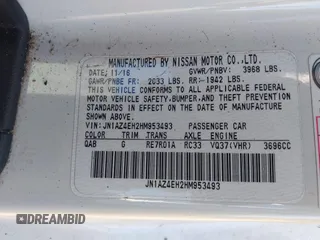 MANUFACTURED BY NISSAN MOTOR CO.,LTD.
DATE: 11/16 GVWR/PNBV: 3968 LBS.
GAWR/PNBE FR: 2033 LBS. RR: 1942 LBS.
THIS VEHICLE CONFORMS TO ALL APPLICABLE FEDERAL
MOTOR VEHICLE SAFETY,BUMPER,AND THEFT PREVENTION
STANDARDS IN EFFECT ON THE DATE OF MANUFACTURE
SHOWN ABOVE.
VIN: JN1AZ4EH2HM953493 PASSENGER CAR
COLOR TRIM TRANS AXLE ENGINE
QAB G RE7R01A RC33 VQ37(VHR) 3696CC
JN1AZ4EH2HM953493
CARDEALS